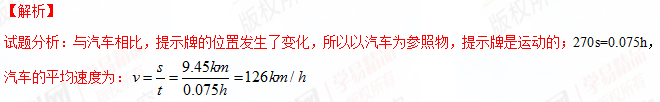 【解析】
试题分析：与汽车相比，提示牌的位置发生了变化，所以以汽车为参照物，提示牌是运动的；270s=0.075h，
汽车的平均速度为：v=s/t=9.45km/0.075h=126km/h